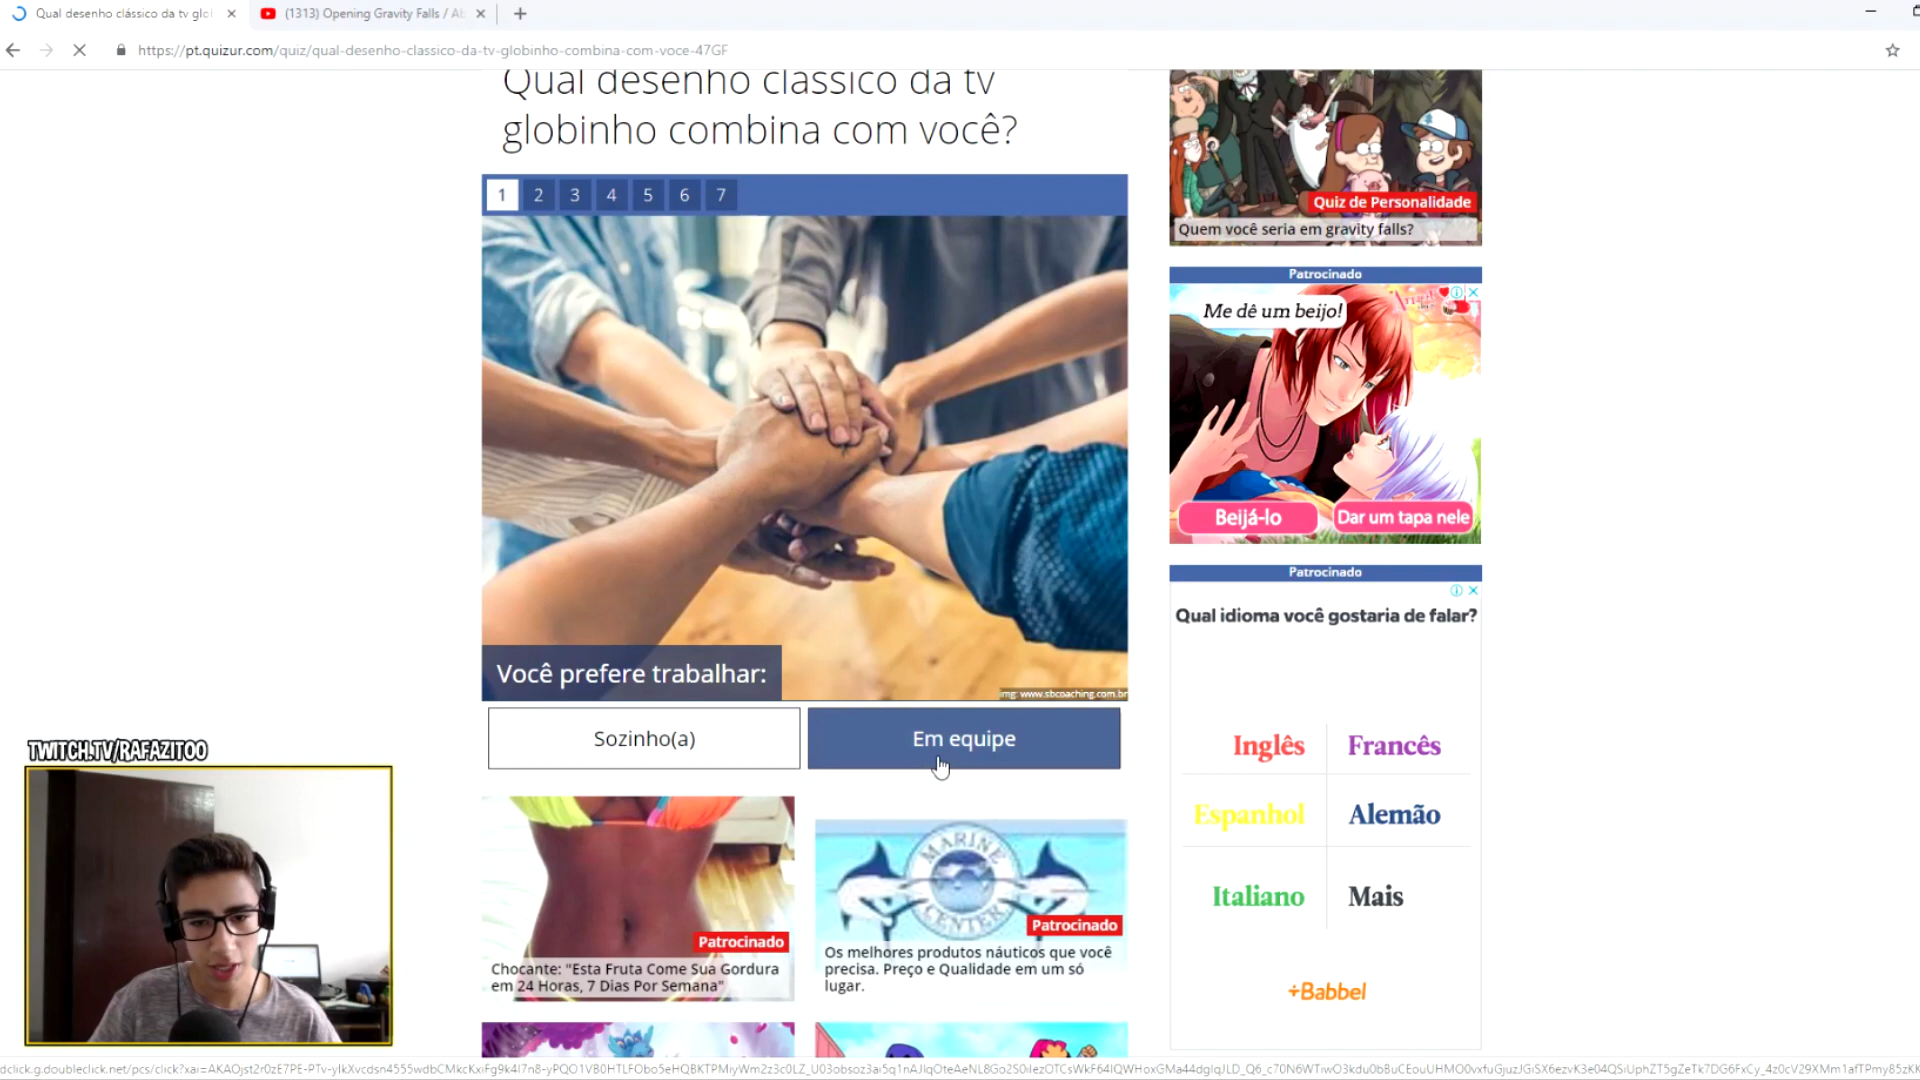 Qual desenho clássico da tv glol
(1313) Opening Gravity Falls / Ab
https://pt.quizur.com/quiz/qual-desenho-classico-da-tv-globinho-combina-com-voce-47GF
Qual desenho clássico da tv
globinho combina com você?
1 2 3 4 5 6 7
Você prefere trabalhar:
img: www.sbcoaching.com.br
Sozinho(a)
Em equipe
Patrocinado
Chocante: "Esta Fruta Come Sua Gordura
em 24 Horas, 7 Dias Por Semana"
MARINE
CENTER
Patrocinado
Os melhores produtos náuticos que você
precisa. Preço e Qualidade em um só
lugar.
Quiz de Personalidade
Quem você seria em gravity falls?
Patrocinado
Me dê um beijo!
Beijá-lo
Dar um tapa nele
Patrocinado
Qual idioma você gostaria de falar?
Inglês Francês
Espanhol Alemão
Italiano Mais
+Babbel
TWITCH.TV/RAFAZITOO